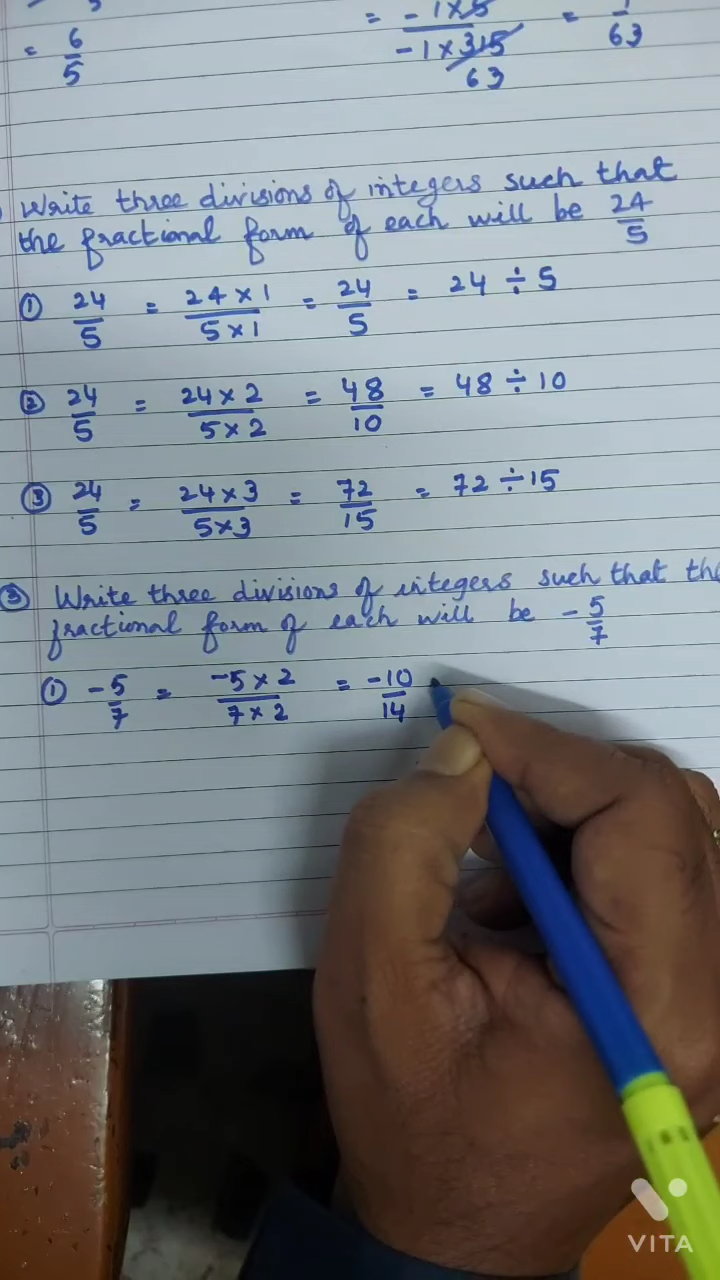 = 6/5
= -1×5/-1×315 = 1/63
63
Write three divisions of integers such that
the fractional form of each will be 24/5
① 24/5 = 24×1/5×1 = 24/5 = 24 ÷ 5
② 24/5 = 24×2/5×2 = 48/10 = 48 ÷ 10
③ 24/5 = 24×3/5×3 = 72/15 = 72 ÷ 15
③ Write three divisions of integers such that the
fractional form of each will be -5/7
① -5/7 = -5×2/7×2 = -10/14
VITA